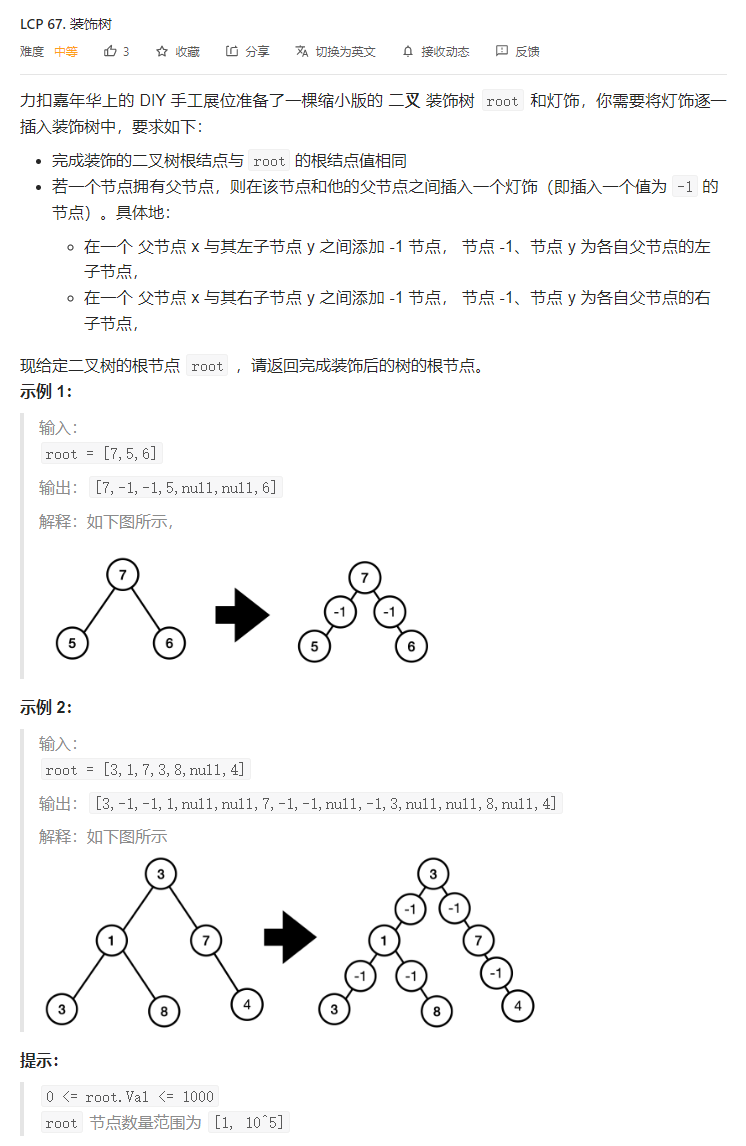 LCP 67. 装饰树
难度 中等 3 收藏 分享 切换为英文 接收动态 反馈
力扣嘉年华上的 DIY 手工展位准备了一棵缩小版的 二叉 装饰树 root 和灯饰，你需要将灯饰逐一
插入装饰树中，要求如下：
• 完成装饰的二叉树根结点与 root 的根结点值相同
• 若一个节点拥有父节点，则在该节点和他的父节点之间插入一个灯饰（即插入一个值为 -1 的
节点）。具体地：
◦ 在一个 父节点 x 与其左子节点 y 之间添加 -1 节点， 节点 -1、节点 y 为各自父节点的左
子节点，
◦ 在一个 父节点 x 与其右子节点 y 之间添加 -1 节点， 节点 -1、节点 y 为各自父节点的右
子节点，
现给定二叉树的根节点 root ，请返回完成装饰后的树的根节点。
示例 1：
输入：
root = [7,5,6]
输出： [7,-1,-1,5,null,null,6]
解释：如下图所示，
7 7
-1 -1
5 6 5 6
示例 2：
输入：
root = [3,1,7,3,8,null,4]
输出： [3,-1,-1,1,null,null,7,-1,-1,null,-1,3,null,null,8,null,4]
解释：如下图所示
3 3
-1 -1
1 7 1 7
-1 -1 -1
3 8 4 3 8 4
提示：
0 <= root.Val <= 1000
root 节点数量范围为 [1, 10^5]